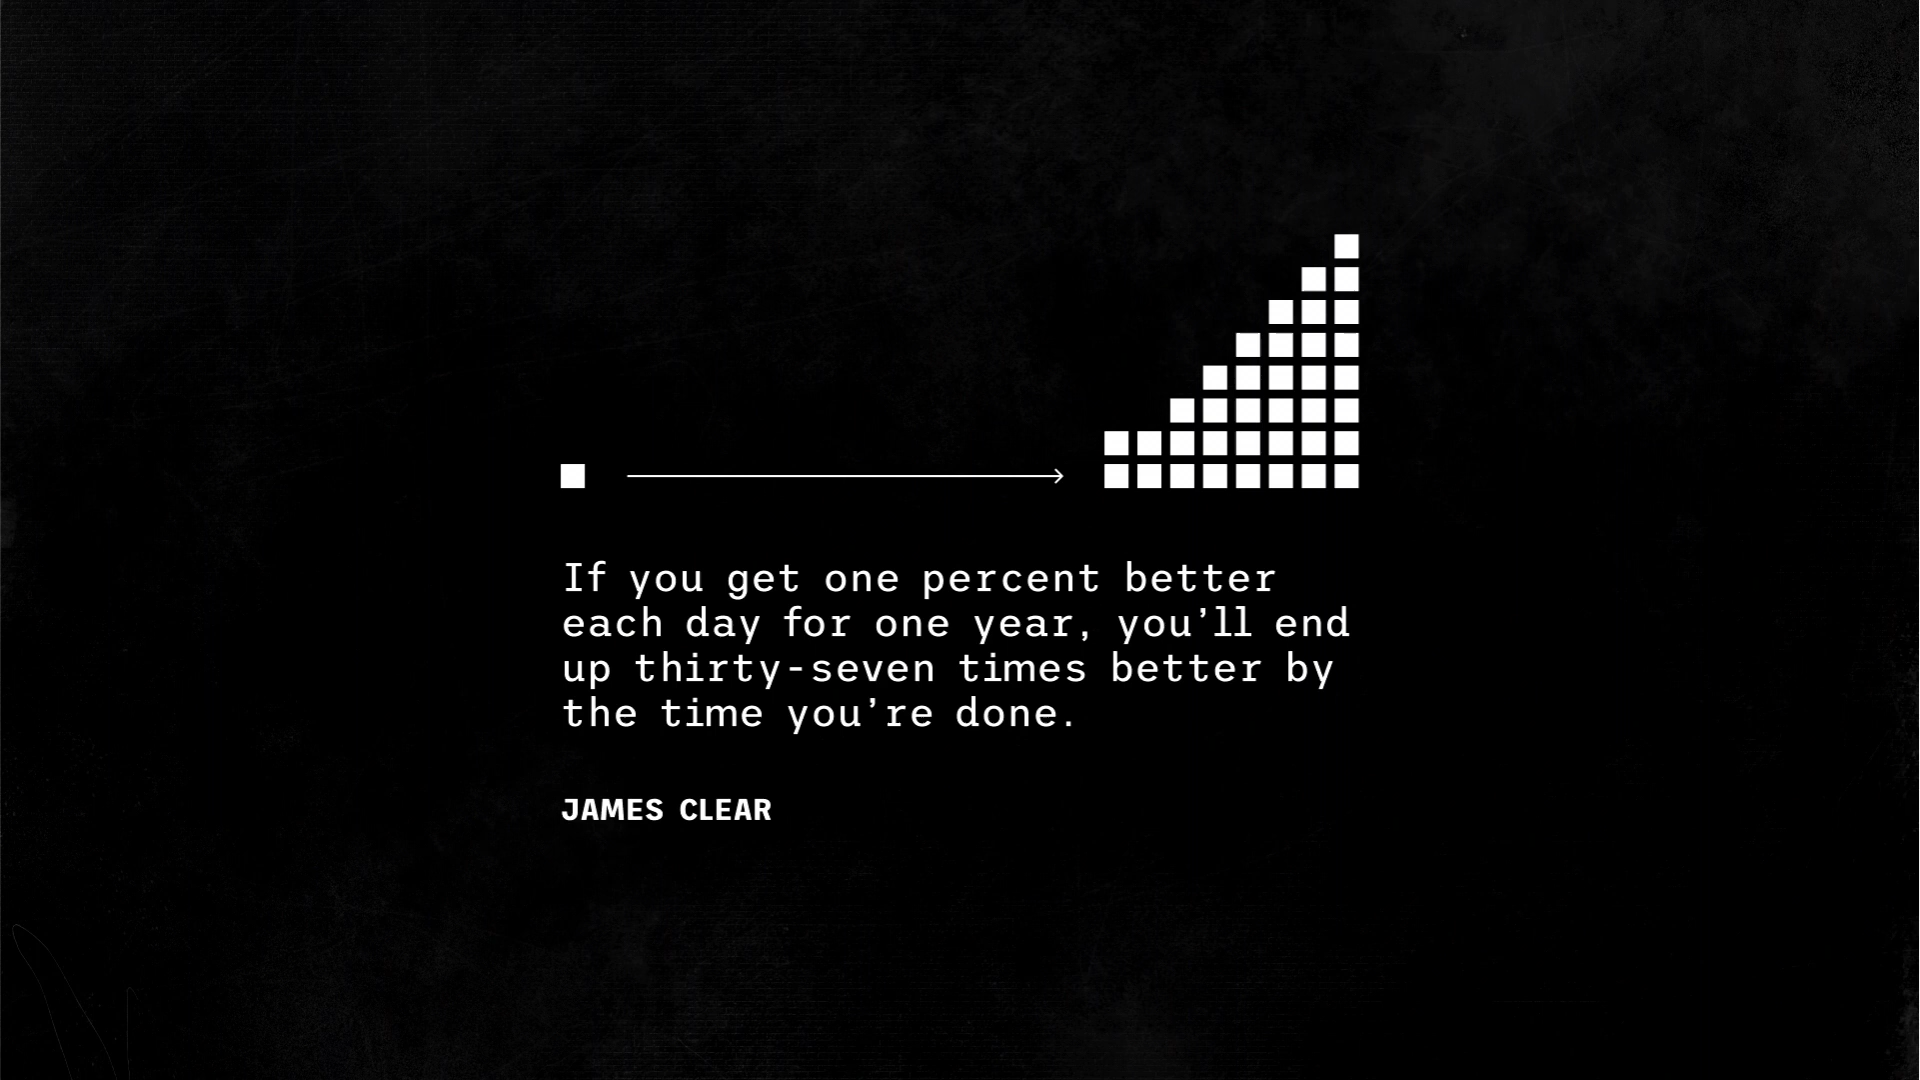 If you get one percent better
each day for one year, you’ll end
up thirty-seven times better by
the time you’re done.
JAMES CLEAR